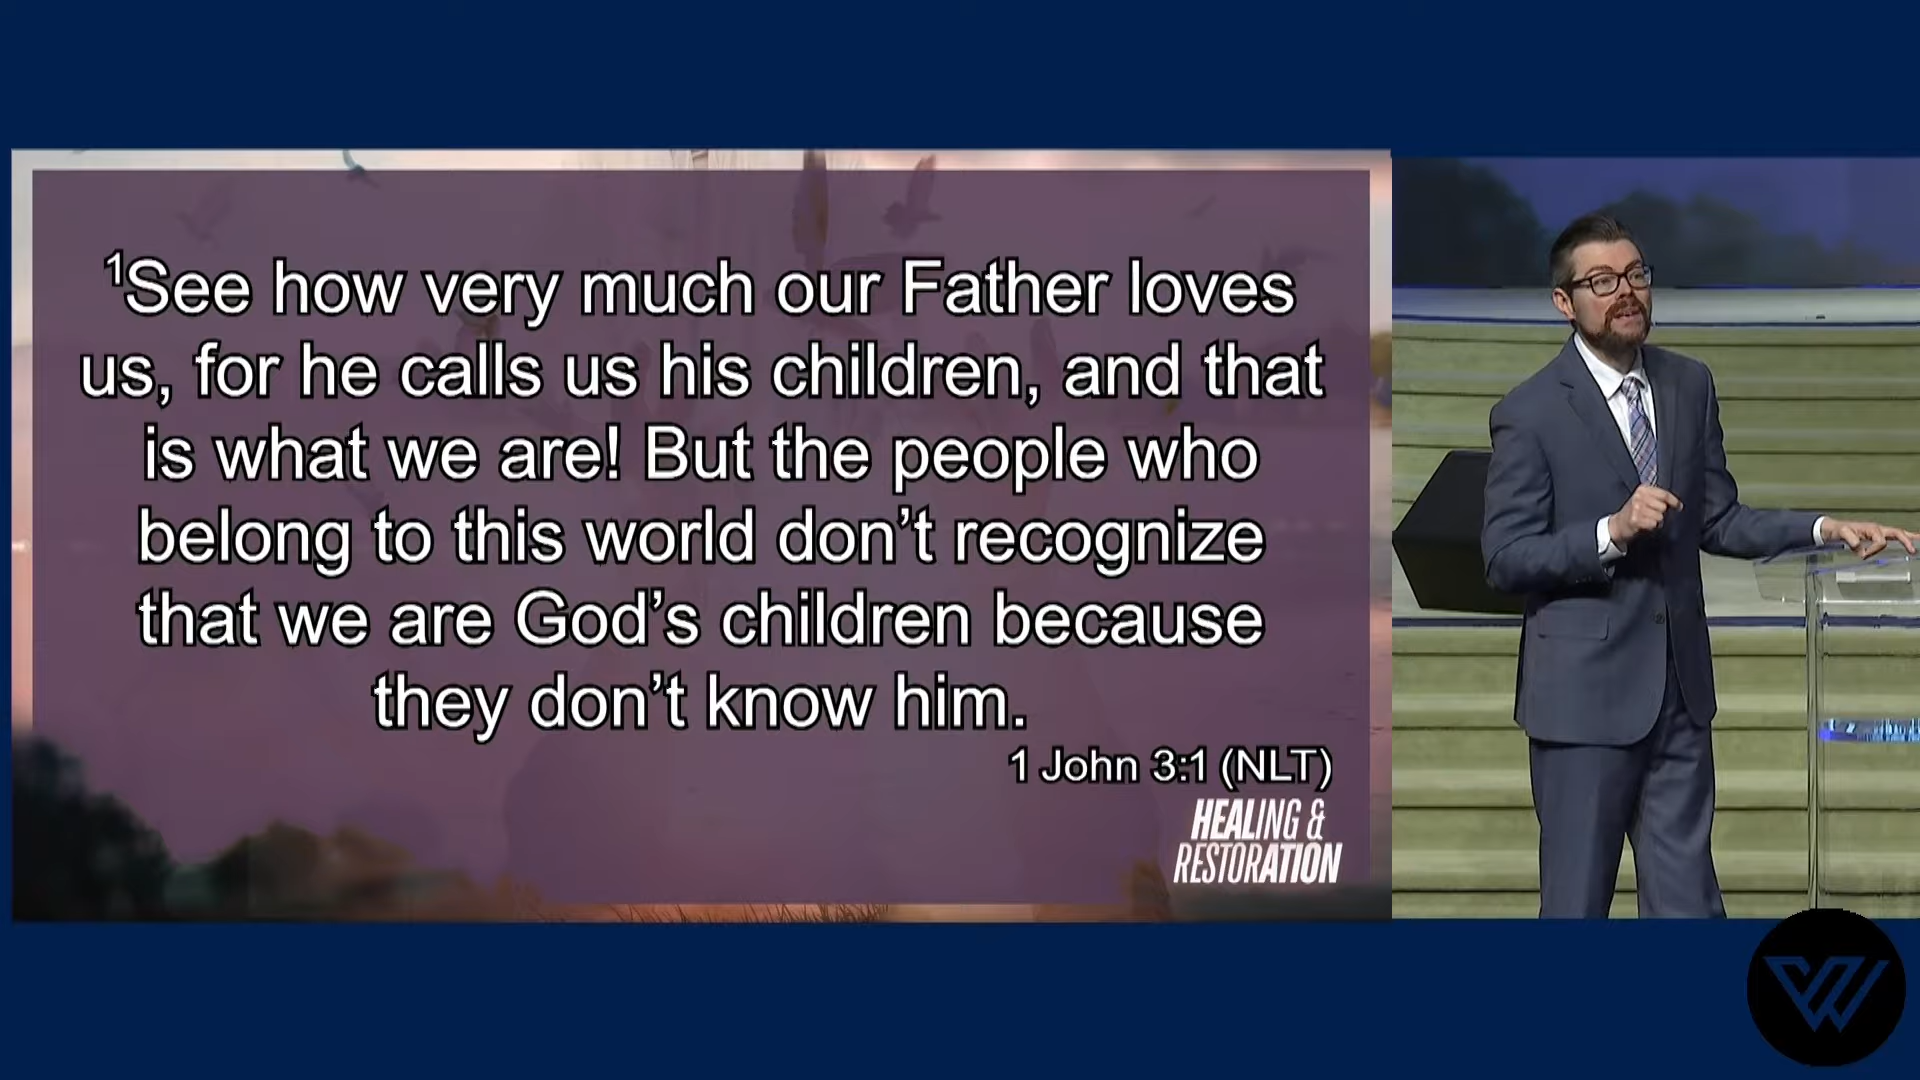 ¹See how very much our Father loves
us, for he calls us his children, and that
is what we are! But the people who
belong to this world don’t recognize
that we are God’s children because
they don’t know him.
1 John 3:1 (NLT)
HEALING &
RESTORATION